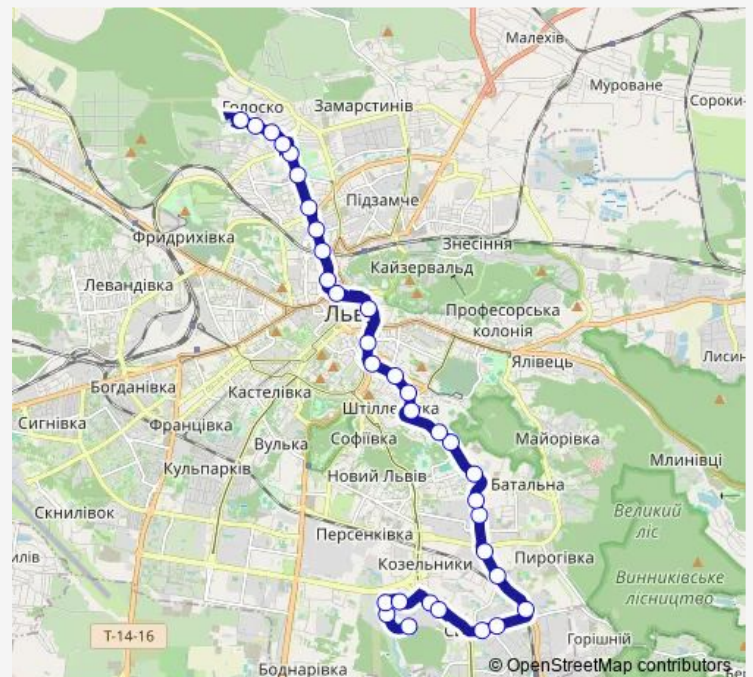 Малехів
Муроване
Сороки-
Голоско
Замарстинів
Підзамче
Фридрихівка
Знесіння
Кайзервальд
Левандівка
Професорська
колонія
Ялівець
Лисин
Богданівка
Кастелівка
Сигнівка
Францівка
Софіївка
Майорівка
Вулька
Кульпарків
Новий Львів
Батальна
Млинівці
Скнилівок
Великий
ліс
Персенківка
Козельники
Пирогівка
Винниківське
лісництво
Т-14-16
Горішній
Боднарівка
© OpenStreetMap contributors